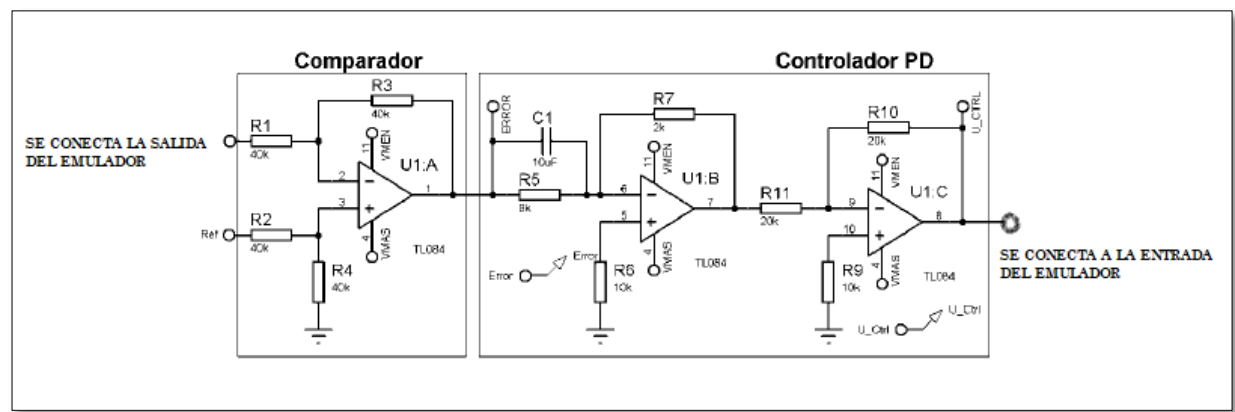 Comparador
Controlador PD
SE CONECTA LA SALIDA
DEL EMULADOR
R1
40k
R3
40k
11
VMEN
U1:A
2
3
1
4
VMAS
TL084
Ref
R2
40k
R4
40k
ERROR
C1
10uF
R5
8k
R7
2k
11
VMEN
U1:B
6
5
7
4
VMAS
TL084
Error
Error
R6
10k
R11
20k
R10
20k
U_CTRL
11
VMEN
U1:C
9
10
8
4
VMAS
TL084
R9
10k
U_Ctrl
U_Ctrl
SE CONECTA A LA ENTRADA
DEL EMULADOR